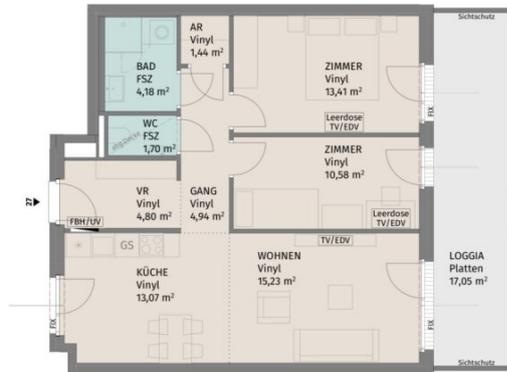 Sichtschutz
AR
Vinyl
1,44 m²
BAD
FSZ
4,18 m²
ZIMMER
Vinyl
13,41 m²
FIX
Leerdose
TV/EDV
WC
FSZ
1,70 m²
abg.Decke
ZIMMER
Vinyl
10,58 m²
27
VR
Vinyl
4,80 m²
GANG
Vinyl
4,94 m²
Leerdose
TV/EDV
FBH/UV
GS
TV/EDV
KÜCHE
Vinyl
13,07 m²
WOHNEN
Vinyl
15,23 m²
LOGGIA
Platten
17,05 m²
FIX
FIX
Sichtschutz